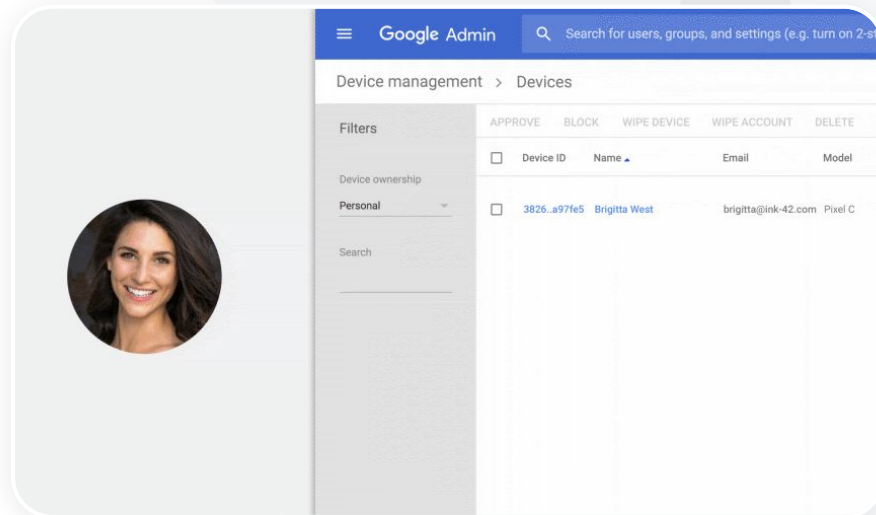 Google Admin
Search for users, groups, and settings (e.g. turn on 2-st
Device management > Devices
Filters
APPROVE BLOCK WIPE DEVICE WIPE ACCOUNT DELETE
Device ID Name Email Model
Device ownership
Personal
3826..a97fe5 Brigitta West brigitta@ink-42.com Pixel C
Search